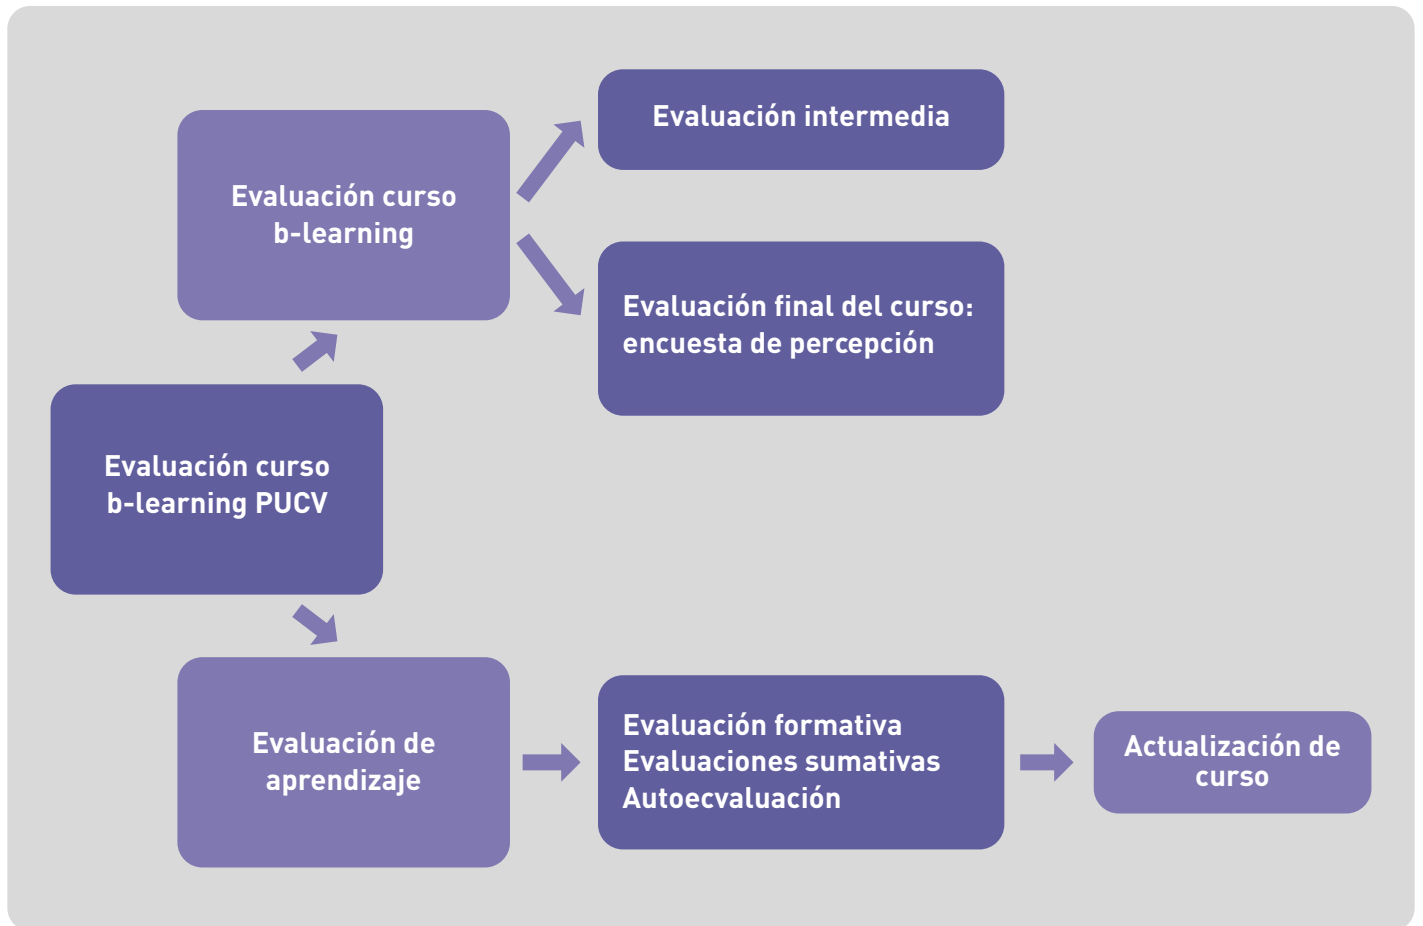 Evaluación intermedia
Evaluación curso
b-learning
Evaluación final del curso:
encuesta de percepción
Evaluación curso
b-learning PUCV
Evaluación de
aprendizaje
Evaluación formativa
Evaluaciones sumativas
Autoecvaluación
Actualización de
curso